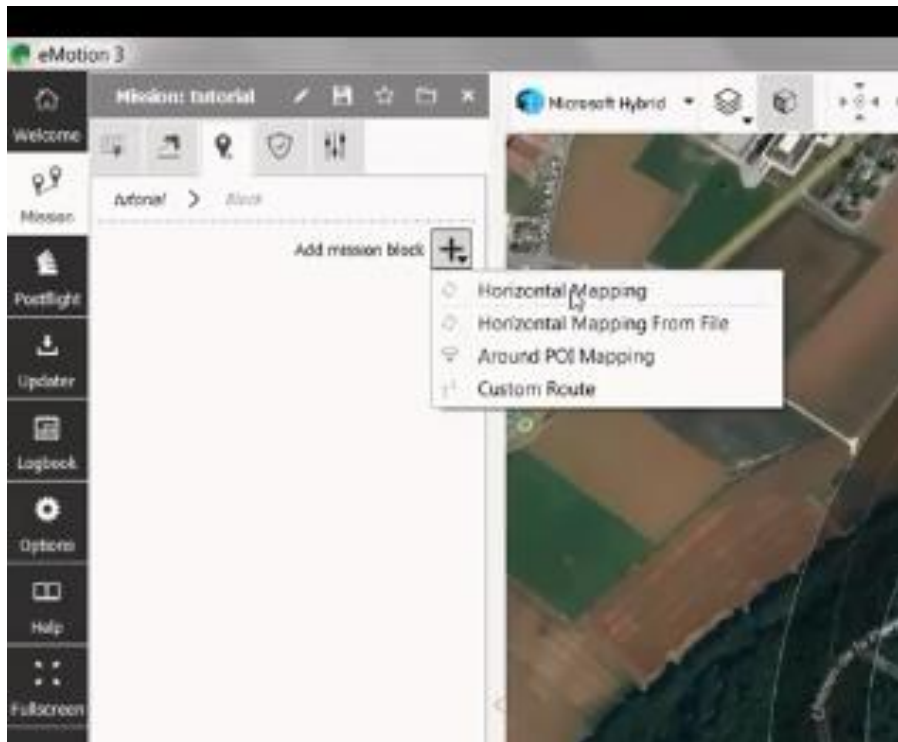 eMotion 3
Welcome
Mission
Postflight
Updater
Logbook
Options
Help
Fullscreen
Mission: tutorial
tutorial > Block
Add mission block
Horizontal Mapping
Horizontal Mapping From File
Around POI Mapping
Custom Route
Microsoft Hybrid